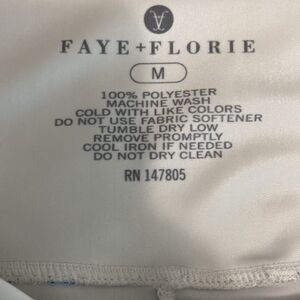 FAYE+FLORIE
M
100% POLYESTER
MACHINE WASH
COLD WITH LIKE COLORS
DO NOT USE FABRIC SOFTENER
TUMBLE DRY LOW
REMOVE PROMPTLY
COOL IRON IF NEEDED
DO NOT DRY CLEAN
RN 147805